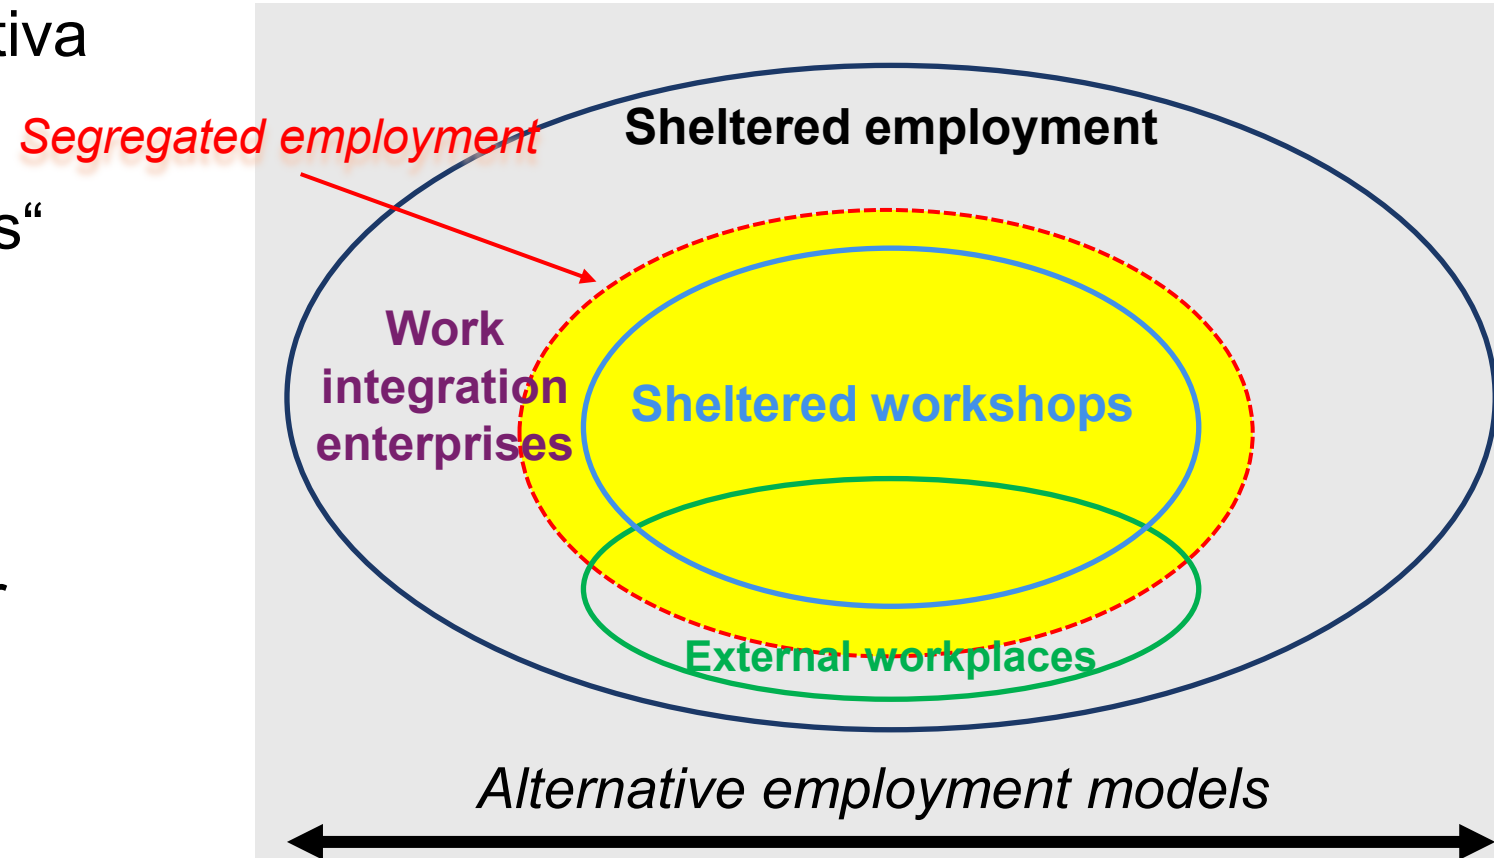 tiva
Segregated employment
Sheltered employment
s“
Work
integration
enterprises
Sheltered workshops
External workplaces
Alternative employment models